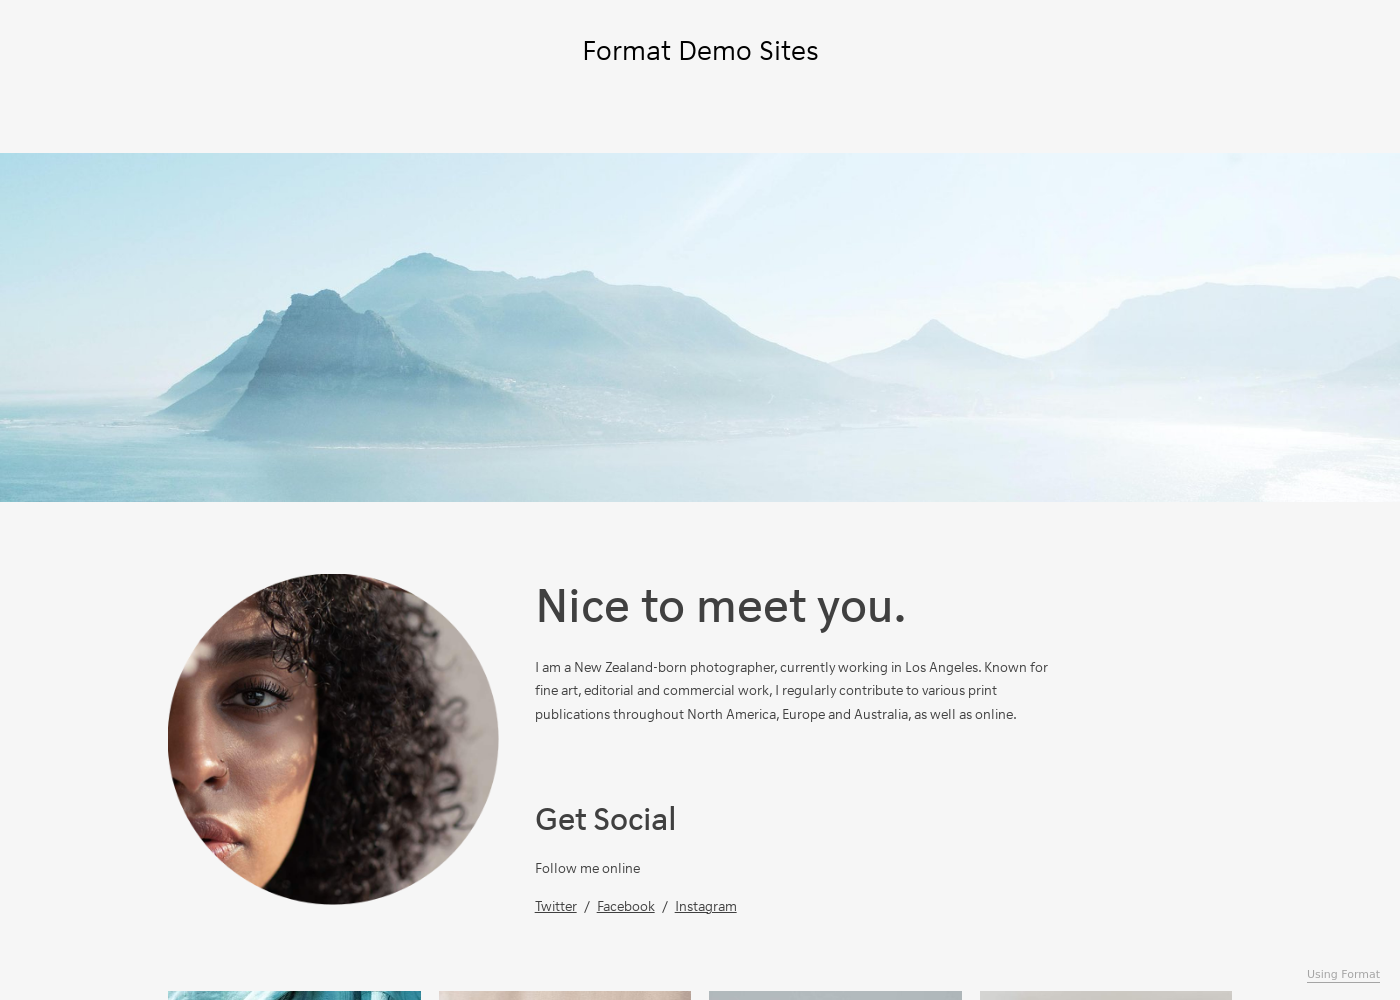 Format Demo Sites
Nice to meet you.
I am a New Zealand-born photographer, currently working in Los Angeles. Known for
fine art, editorial and commercial work, I regularly contribute to various print
publications throughout North America, Europe and Australia, as well as online.
Get Social
Follow me online
Twitter / Facebook / Instagram
Using Format